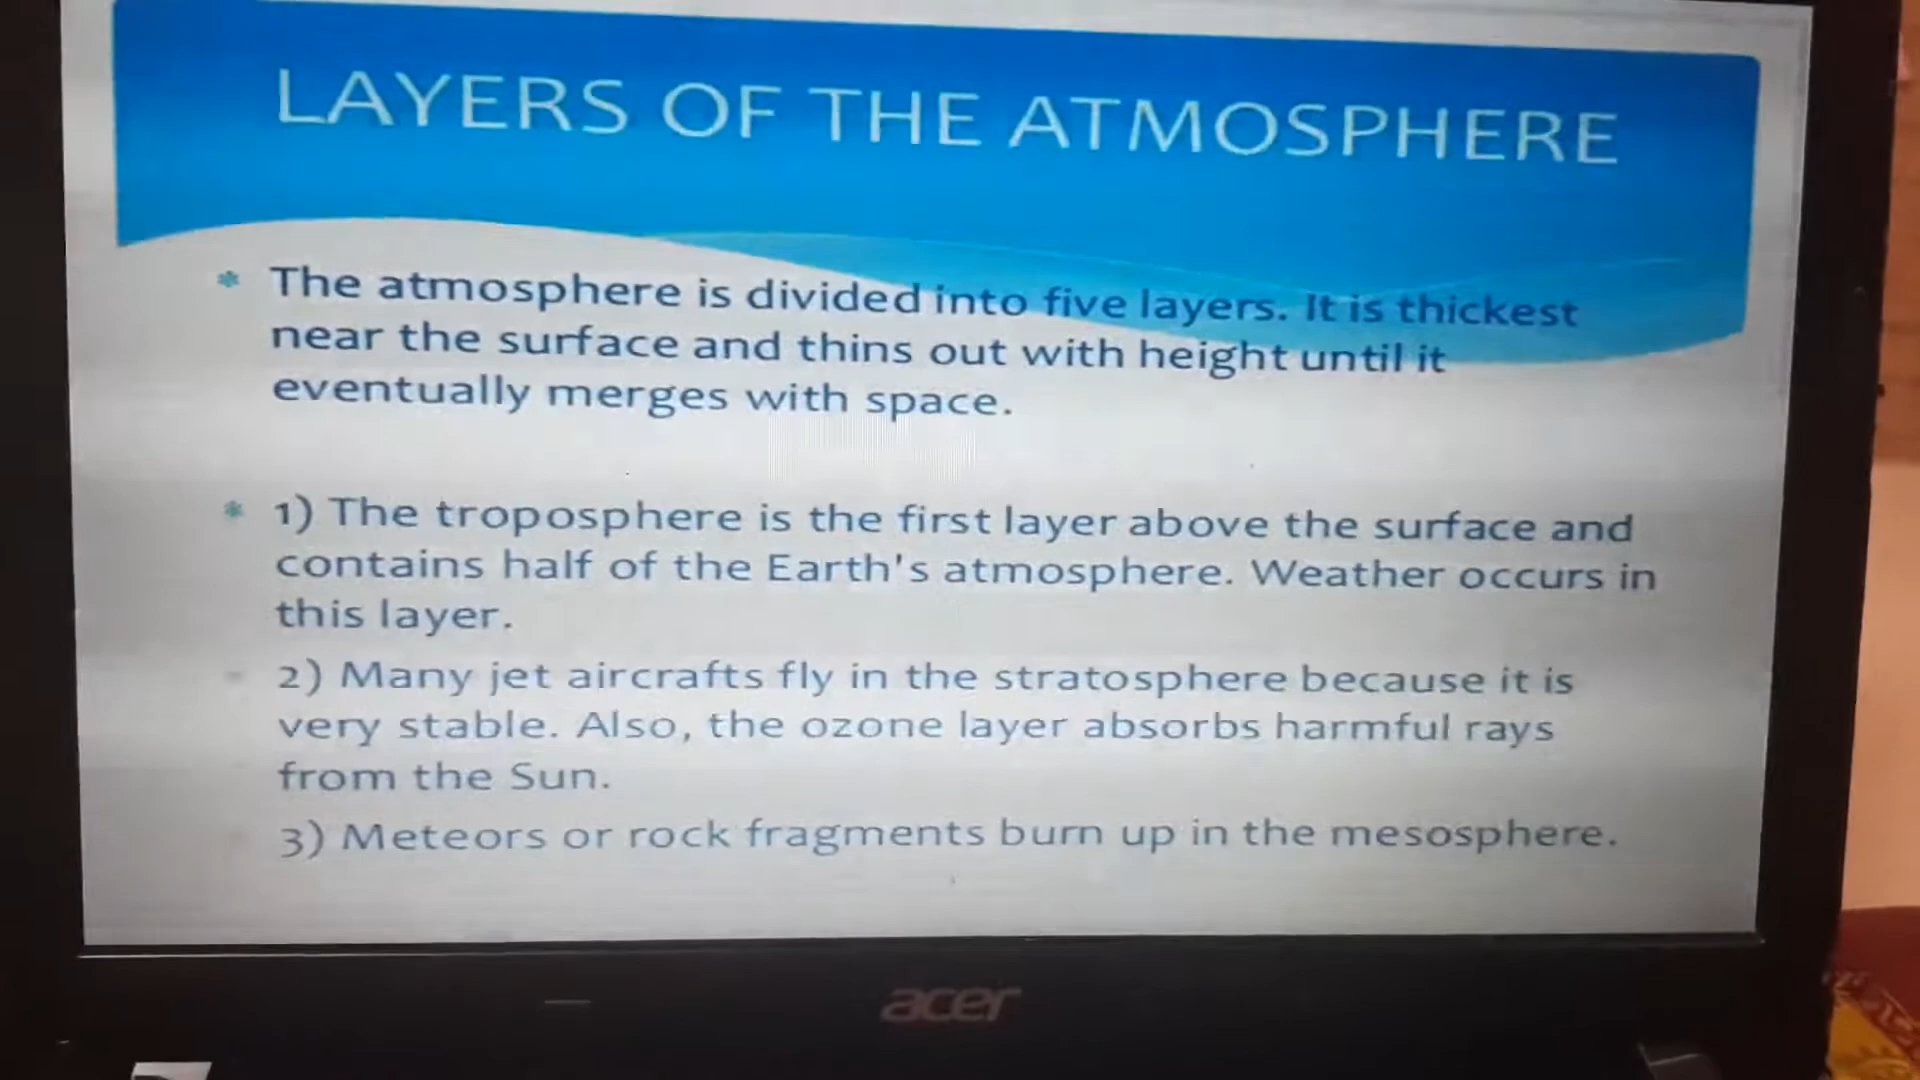 LAYERS OF THE ATMOSPHERE
* The atmosphere is divided into five layers. It is thickest
near the surface and thins out with height until it
eventually merges with space.
* 1) The troposphere is the first layer above the surface and
contains half of the Earth's atmosphere. Weather occurs in
this layer.
2) Many jet aircrafts fly in the stratosphere because it is
very stable. Also, the ozone layer absorbs harmful rays
from the Sun.
3) Meteors or rock fragments burn up in the mesosphere.
acer